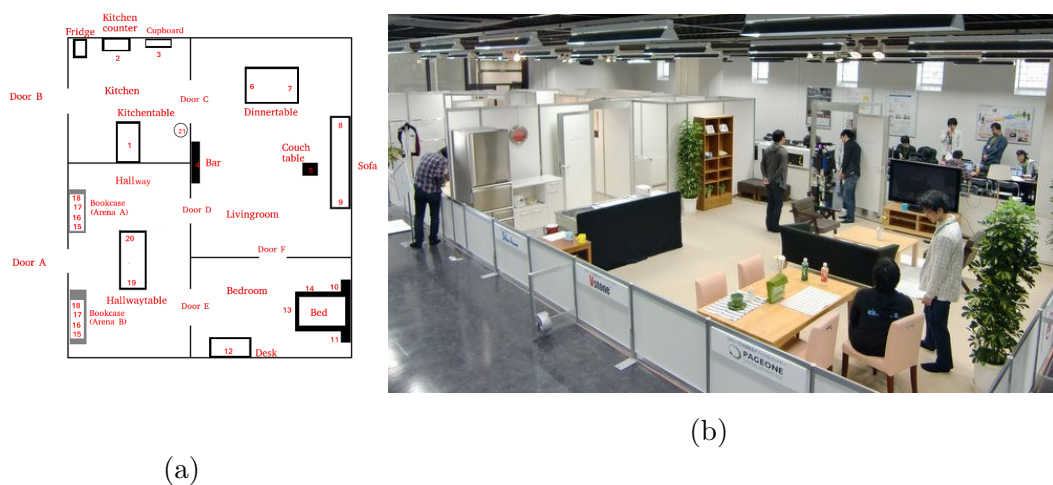 Fridge
Kitchen
counter
Cupboard
2
3
Door B
Kitchen
Door C
6
7
Dinnertable
Kitchentable
21
1
8
Bar
Couch
table
5
Sofa
Hallway
18
17
16
15
Bookcase
(Arena A)
9
Door D
Livingroom
20
Door F
Door A
19
Hallwaytable
18
17
16
15
Bookcase
(Arena B)
Door E
Bedroom
14
10
13
Bed
11
12
Desk
Vstone
PAGEONE
(a)
(b)